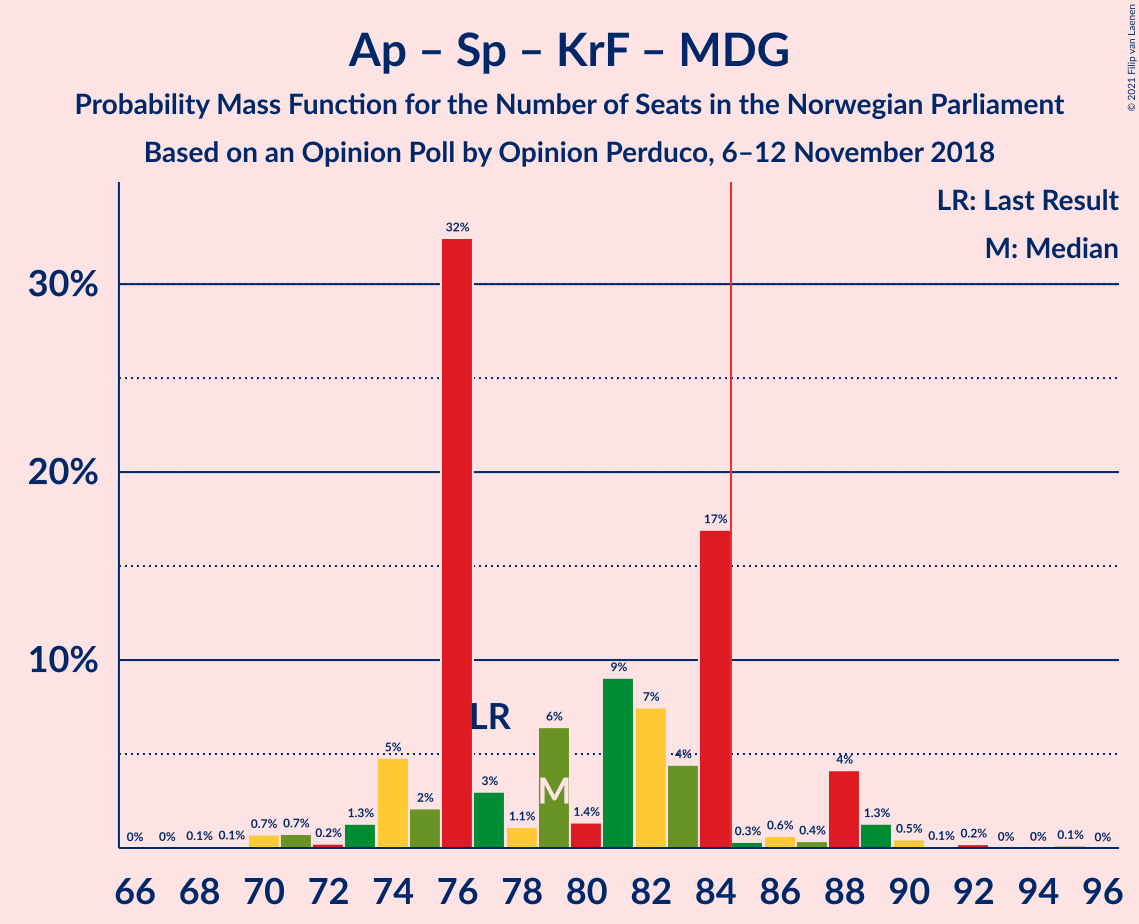 Ap – Sp – KrF – MDG
Probability Mass Function for the Number of Seats in the Norwegian Parliament
Based on an Opinion Poll by Opinion Perduco, 6–12 November 2018
© 2021 Filip van Laenen
LR: Last Result
M: Median
30%
20%
10%
0% 0% 0.1% 0.1% 0.7% 0.7% 0.2% 1.3% 5% 2% 32% 3% 1.1% 6% 1.4% 9% 7% 4% 17% 0.3% 0.6% 0.4% 4% 1.3% 0.5% 0.1% 0.2% 0% 0% 0.1% 0%
LR
M
66 68 70 72 74 76 78 80 82 84 86 88 90 92 94 96